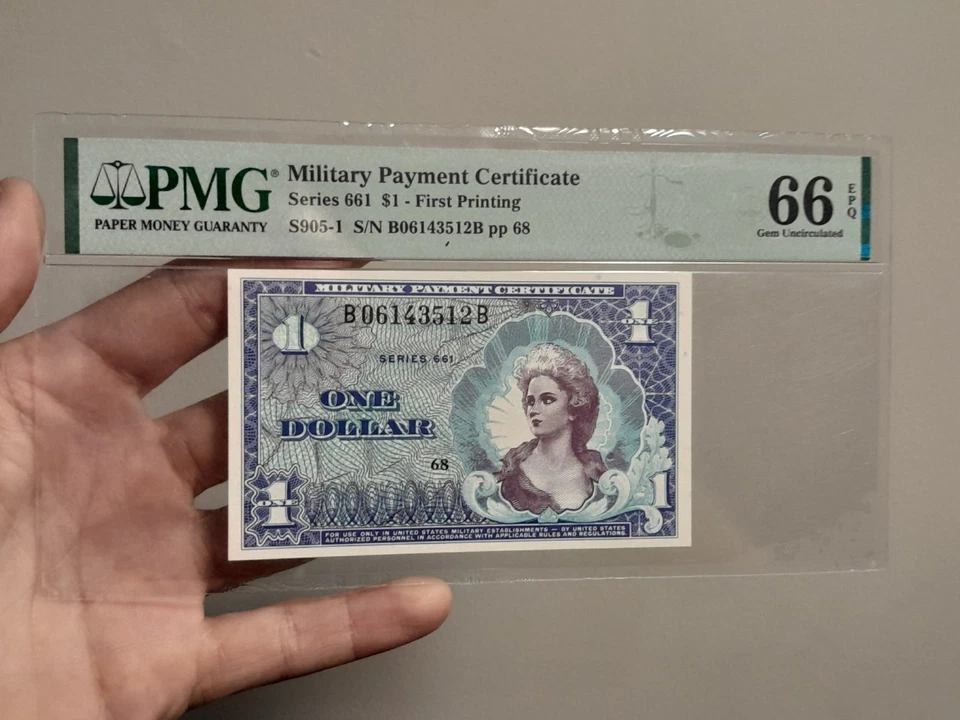 PMG®
PAPER MONEY GUARANTY
Military Payment Certificate
Series 661 $1 - First Printing
S905-1 S/N B06143512B pp 68
66
EPQ
Gem Uncirculated
MILITARY PAYMENT CERTIFICATE
1
B06143512B
1
ONE
SERIES 661
ONE
DOLLAR
68
1
ONE
1
FOR USE ONLY IN UNITED STATES MILITARY ESTABLISHMENTS — BY UNITED STATES
AUTHORIZED PERSONNEL IN ACCORDANCE WITH APPLICABLE RULES AND REGULATIONS.